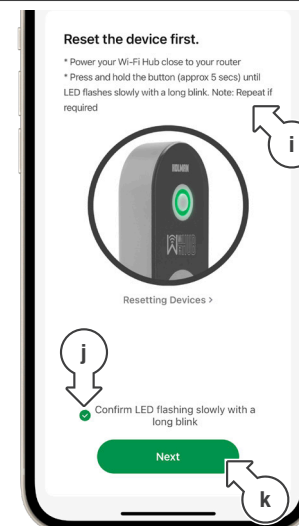 Reset the device first.
* Power your Wi-Fi Hub close to your router
* Press and hold the button (approx 5 secs) until
LED flashes slowly with a long blink. Note: Repeat if
required
i
HOLMAN
Resetting Devices >
j
Confirm LED flashing slowly with a
long blink
Next
k